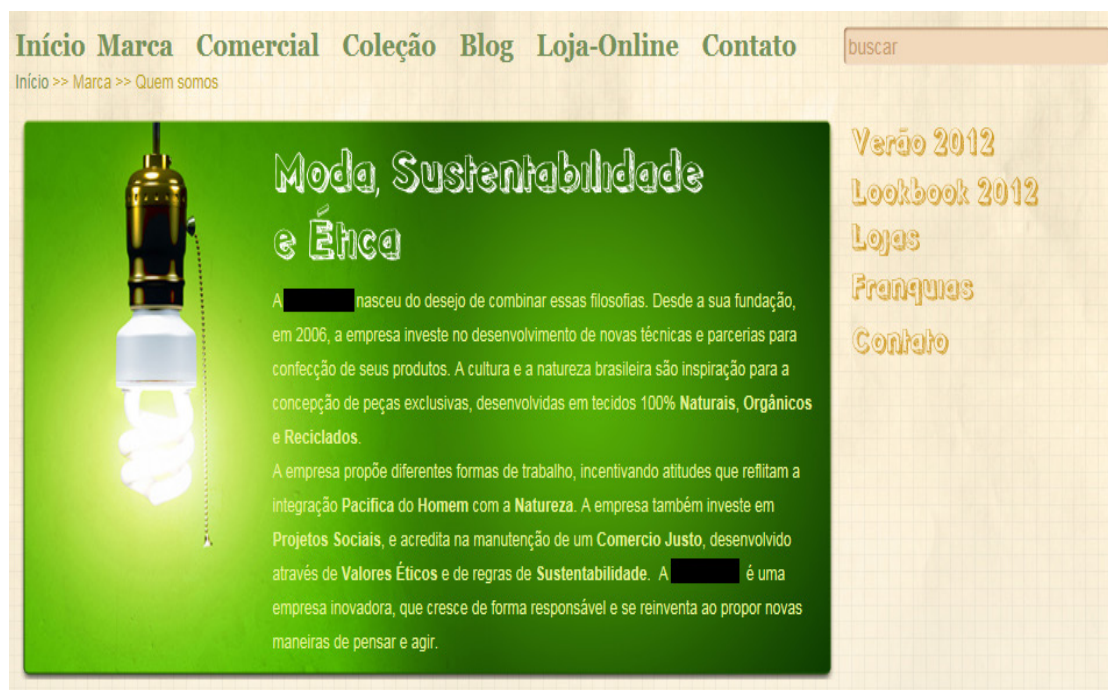 Início Marca Comercial Coleção Blog Loja-Online Contato
buscar
Início >> Marca >> Quem somos
Moda, Sustentabilidade
e Ética
A nasceu do desejo de combinar essas filosofias. Desde a sua fundação,
em 2006, a empresa investe no desenvolvimento de novas técnicas e parcerias para
confecção de seus produtos. A cultura e a natureza brasileira são inspiração para a
concepção de peças exclusivas, desenvolvidas em tecidos 100% Naturais, Orgânicos
e Reciclados.
A empresa propõe diferentes formas de trabalho, incentivando atitudes que reflitam a
integração Pacifica do Homem com a Natureza. A empresa também investe em
Projetos Sociais, e acredita na manutenção de um Comercio Justo, desenvolvido
através de Valores Éticos e de regras de Sustentabilidade. A é uma
empresa inovadora, que cresce de forma responsável e se reinventa ao propor novas
maneiras de pensar e agir.
Verão 2012
Lookbook 2012
Lojas
Franquias
Contato